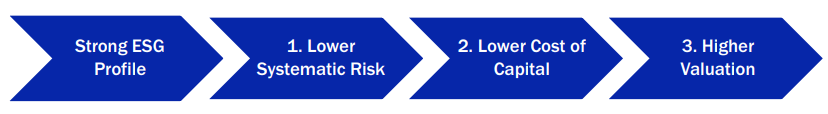 Strong ESG
Profile
1. Lower
Systematic Risk
2. Lower Cost of
Capital
3. Higher
Valuation